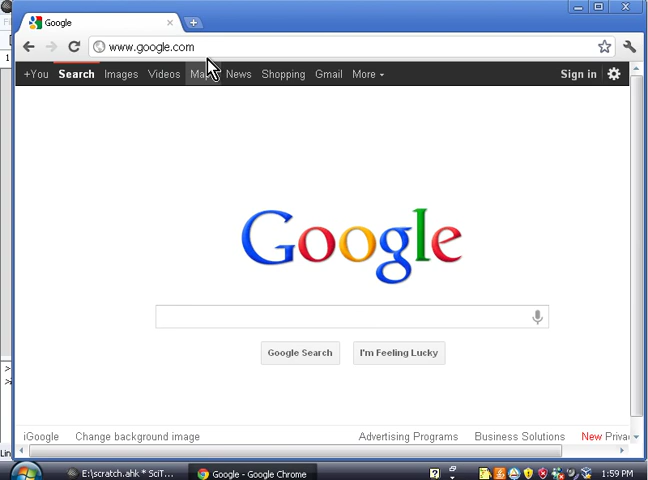 Google
www.google.com
+You Search Images Videos Maps News Shopping Gmail More Sign in
Google
Google Search I'm Feeling Lucky
iGoogle Change background image Advertising Programs Business Solutions New
E:\scratch.ahk * SciT... Google - Google Chrome 1:59 PM